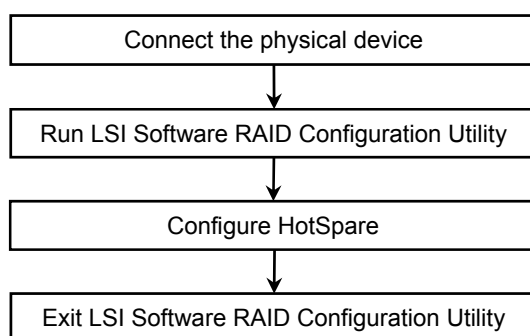 Connect the physical device
Run LSI Software RAID Configuration Utility
Configure HotSpare
Exit LSI Software RAID Configuration Utility